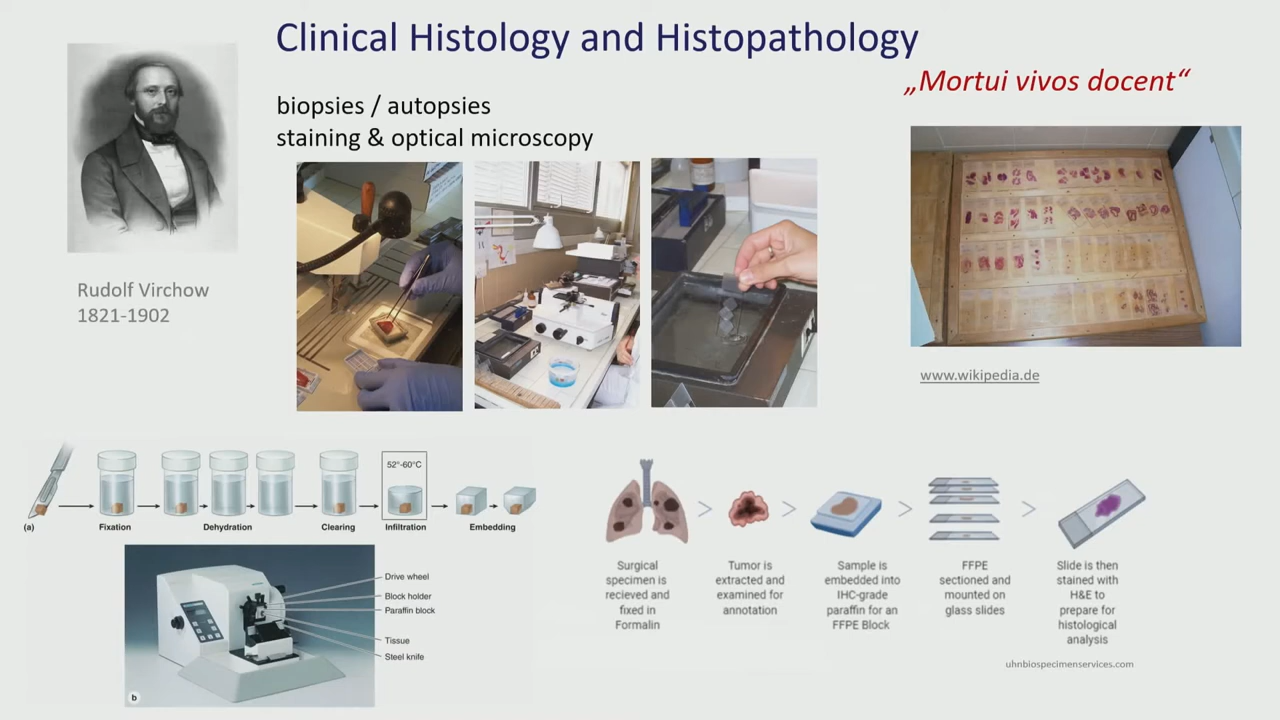 Clinical Histology and Histopathology
„Mortui vivos docent“
biopsies / autopsies
staining & optical microscopy
Rudolf Virchow
1821-1902
www.wikipedia.de
52°-60°C
(a)
Fixation
Dehydration
Clearing
Infiltration
Embedding
Drive wheel
Block holder
Paraffin block
Tissue
Steel knife
b
Surgical
specimen is
recieved and
fixed in
Formalin
Tumor is
extracted and
examined for
annotation
Sample is
embedded into
IHC-grade
paraffin for an
FFPE Block
FFPE
sectioned and
mounted on
glass slides
Slide is then
stained with
H&E to
prepare for
histological
analysis
uhnbiospecimenservices.com